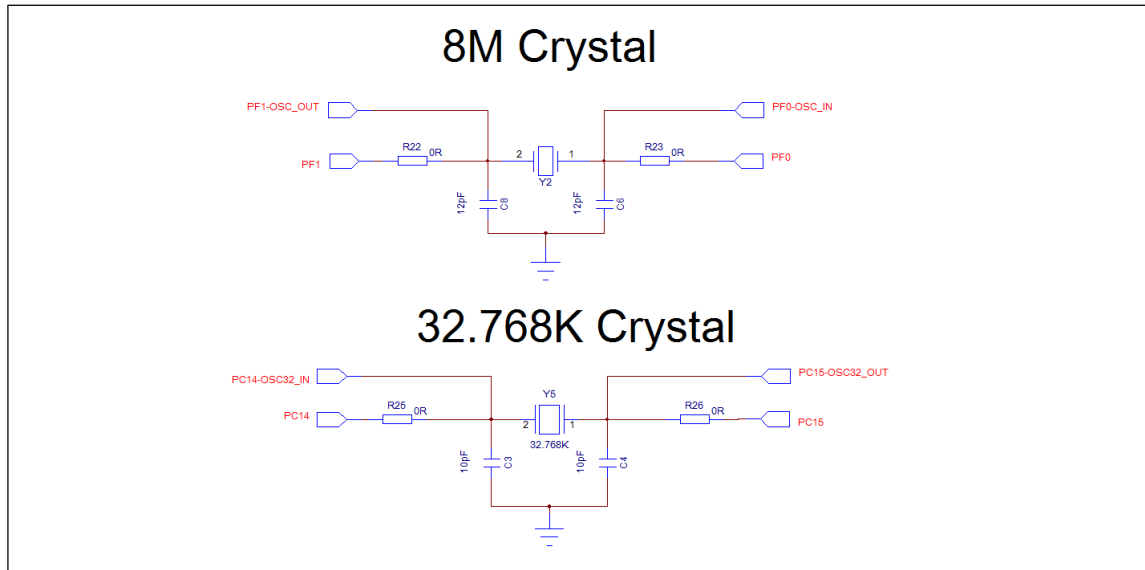 8M Crystal
PF1-OSC_OUT
PF0-OSC_IN
PF1
R22
0R
2
1
Y2
R23
0R
PF0
12pF
C8
12pF
C6
32.768K Crystal
PC14-OSC32_IN
PC15-OSC32_OUT
PC14
R25
0R
Y5
2
1
32.768K
R26
0R
PC15
10pF
C3
10pF
C4